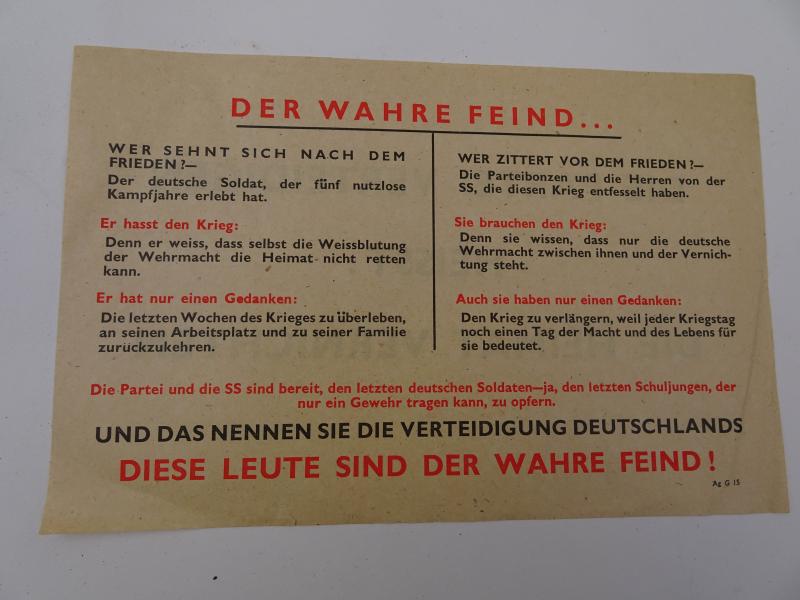 DER WAHRE FEIND...
WER SEHNT SICH NACH DEM
FRIEDEN?—
Der deutsche Soldat, der fünf nutzlose
Kampfjahre erlebt hat.
Er hasst den Krieg:
Denn er weiss, dass selbst die Weissblutung
der Wehrmacht die Heimat nicht retten
kann.
Er hat nur einen Gedanken:
Die letzten Wochen des Krieges zu überleben,
an seinen Arbeitsplatz und zu seiner Familie
zurückzukehren.
WER ZITTERT VOR DEM FRIEDEN?—
Die Parteibonzen und die Herren von der
SS, die diesen Krieg entfesselt haben.
Sie brauchen den Krieg:
Denn sie wissen, dass nur die deutsche
Wehrmacht zwischen ihnen und der Vernich-
tung steht.
Auch sie haben nur einen Gedanken:
Den Krieg zu verlängern, weil jeder Kriegstag
noch einen Tag der Macht und des Lebens für
sie bedeutet.
Die Partei und die SS sind bereit, den letzten deutschen Soldaten—ja, den letzten Schuljungen, der
nur ein Gewehr tragen kann, zu opfern.
UND DAS NENNEN SIE DIE VERTEIDIGUNG DEUTSCHLANDS
DIESE LEUTE SIND DER WAHRE FEIND!
Ag G 15